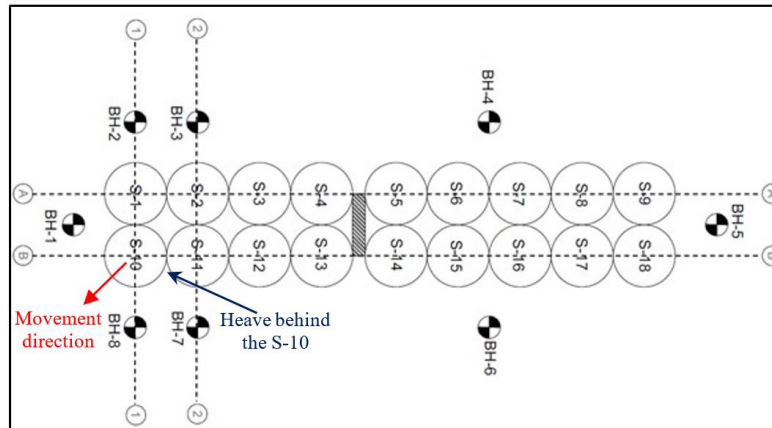 1
2
BH-2
BH-3
BH-4
A
S-1
S-2
S-3
S-4
S-5
S-6
S-7
S-8
S-9
A
BH-1
BH-5
B
S-10
S-11
S-12
S-13
S-14
S-15
S-16
S-17
S-18
B
Movement
direction
Heave behind
the S-10
BH-8
BH-7
BH-6
1
2